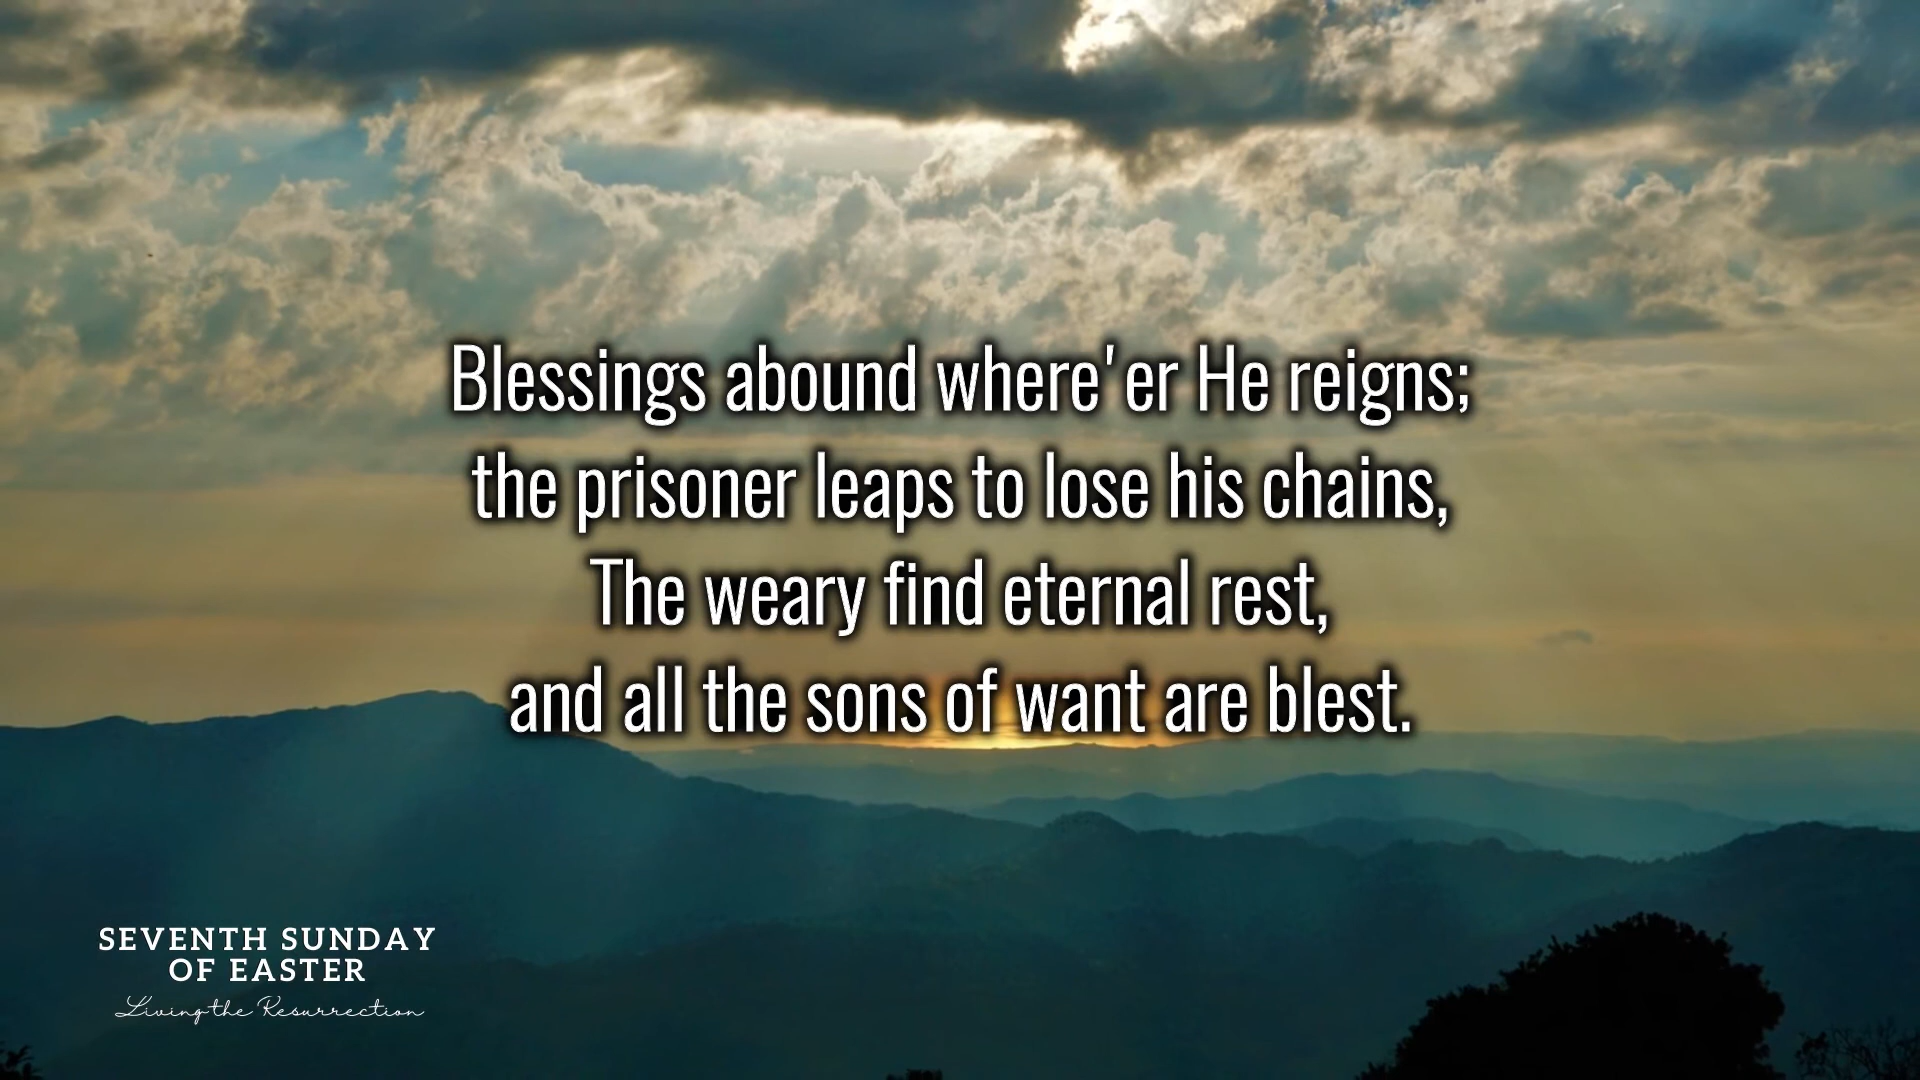 Blessings abound where'er He reigns;
the prisoner leaps to lose his chains,
The weary find eternal rest,
and all the sons of want are blest.
SEVENTH SUNDAY
OF EASTER
Living the Resurrection